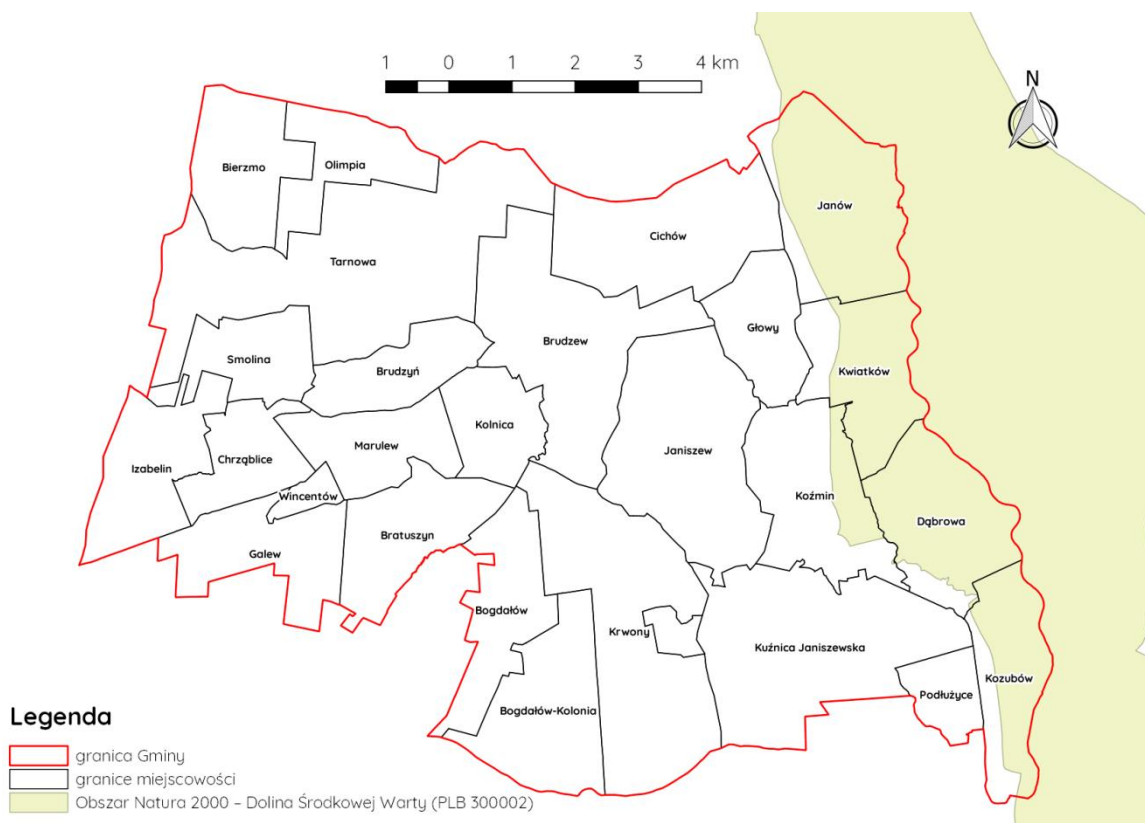 1 0 1 2 3 4 km
N
Bierzmo
Olimpia
Janów
Cichów
Tarnowa
Głowy
Brudzew
Smolina
Brudzyń
Kwiatków
Kolnica
Marulew
Janiszew
Chrząblice
Izabelin
Wincentów
Koźmin
Dąbrowa
Bratuszyn
Galew
Bogdałów
Krwony
Kuźnica Janiszewska
Kozubów
Podłużyce
Bogdałów-Kolonia
Legenda
granica Gminy
granice miejscowości
Obszar Natura 2000 – Dolina Środkowej Warty (PLB 300002)